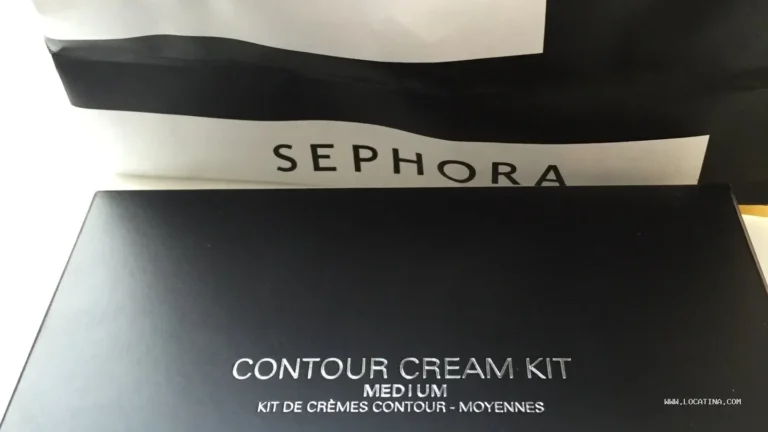 SEPHORA
CONTOUR CREAM KIT
MEDIUM
KIT DE CRÈMES CONTOUR - MOYENNES
WWW.LOCATINA.COM